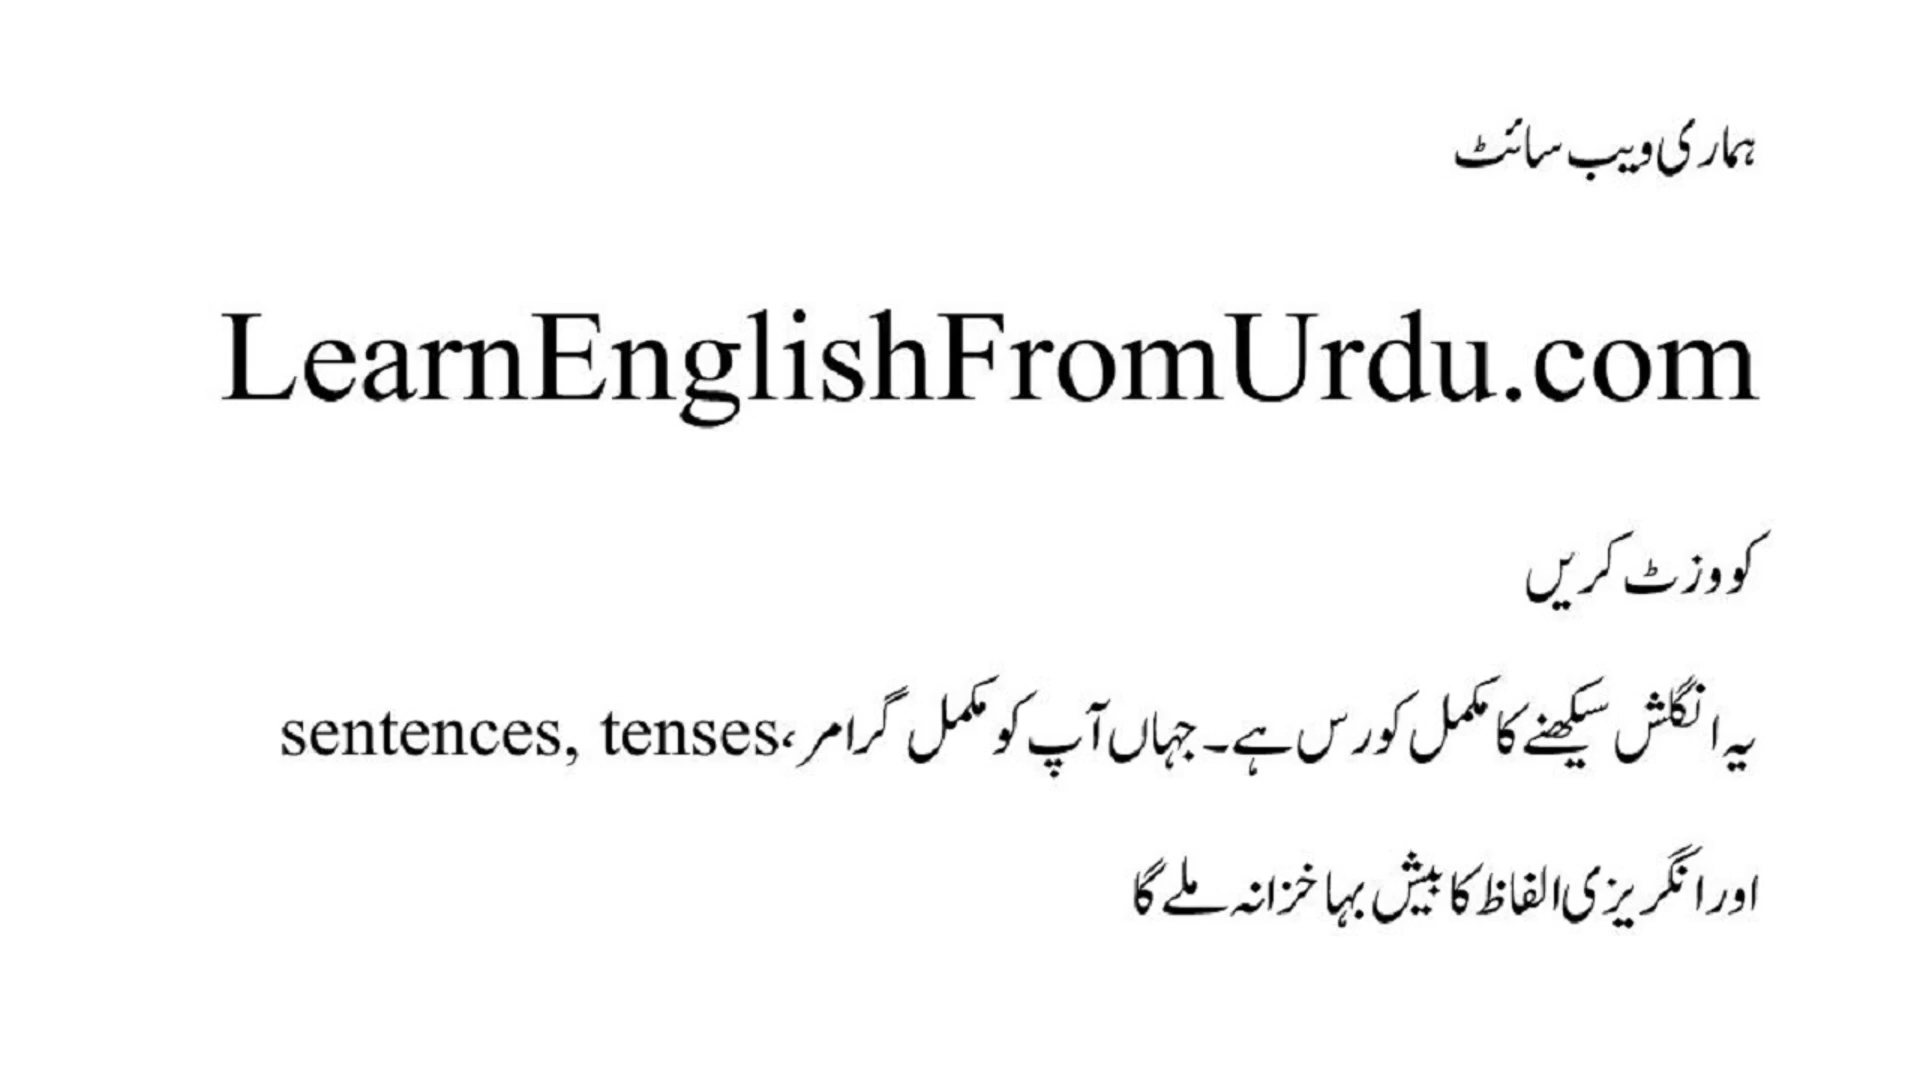 ہماری ویب سائٹ
LearnEnglishFromUrdu.com
کو وزٹ کریں
یہ انگلش سیکھنے کا مکمل کورس ہے۔ جہاں آپ کو مکمل گرامر، sentences, tenses
اور انگریزی الفاظ کا بیش بہا خزانہ ملے گا